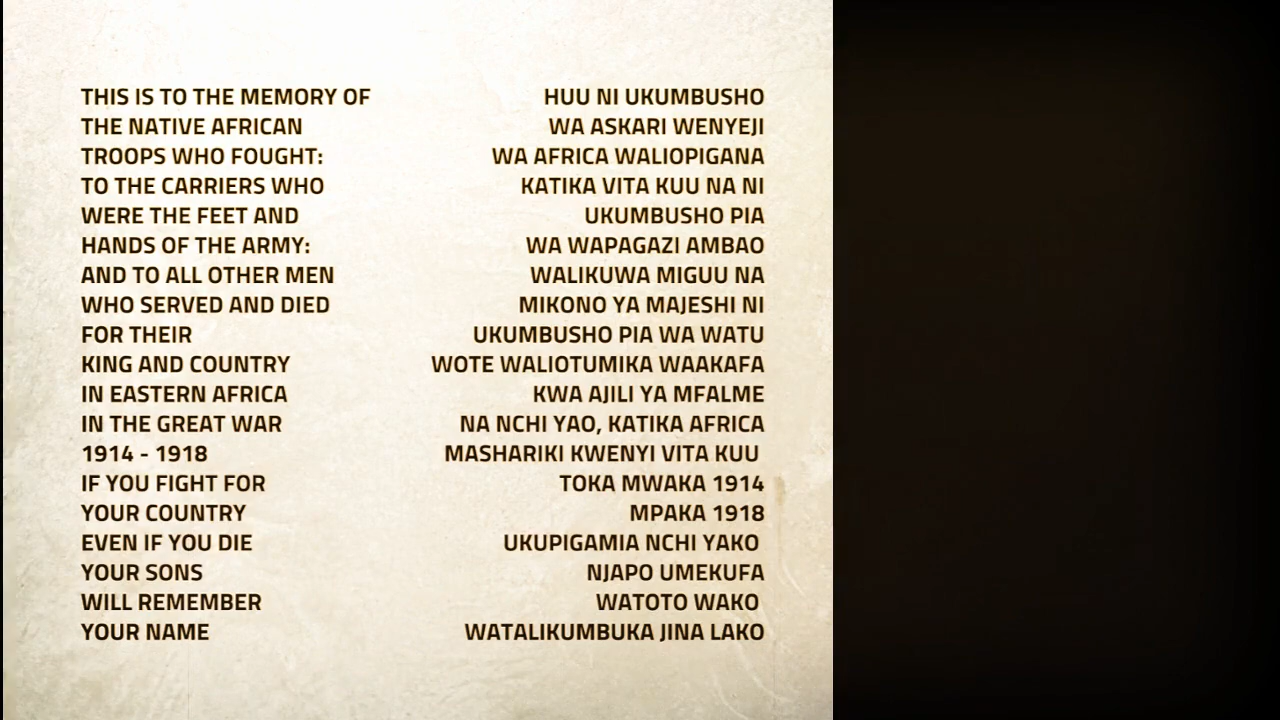 THIS IS TO THE MEMORY OF
THE NATIVE AFRICAN
TROOPS WHO FOUGHT:
TO THE CARRIERS WHO
WERE THE FEET AND
HANDS OF THE ARMY:
AND TO ALL OTHER MEN
WHO SERVED AND DIED
FOR THEIR
KING AND COUNTRY
IN EASTERN AFRICA
IN THE GREAT WAR
1914 - 1918
IF YOU FIGHT FOR
YOUR COUNTRY
EVEN IF YOU DIE
YOUR SONS
WILL REMEMBER
YOUR NAME
HUU NI UKUMBUSHO
WA ASKARI WENYEJI
WA AFRICA WALIOPIGANA
KATIKA VITA KUU NA NI
UKUMBUSHO PIA
WA WAPAGAZI AMBAO
WALIKUWA MIGUU NA
MIKONO YA MAJESHI NI
UKUMBUSHO PIA WA WATU
WOTE WALIOTUMIKA WAAKAFA
KWA AJILI YA MFALME
NA NCHI YAO, KATIKA AFRICA
MASHARIKI KWENYI VITA KUU
TOKA MWAKA 1914
MPAKA 1918
UKUPIGAMIA NCHI YAKO
NJAPO UMEKUFA
WATOTO WAKO
WATALIKUMBUKA JINA LAKO